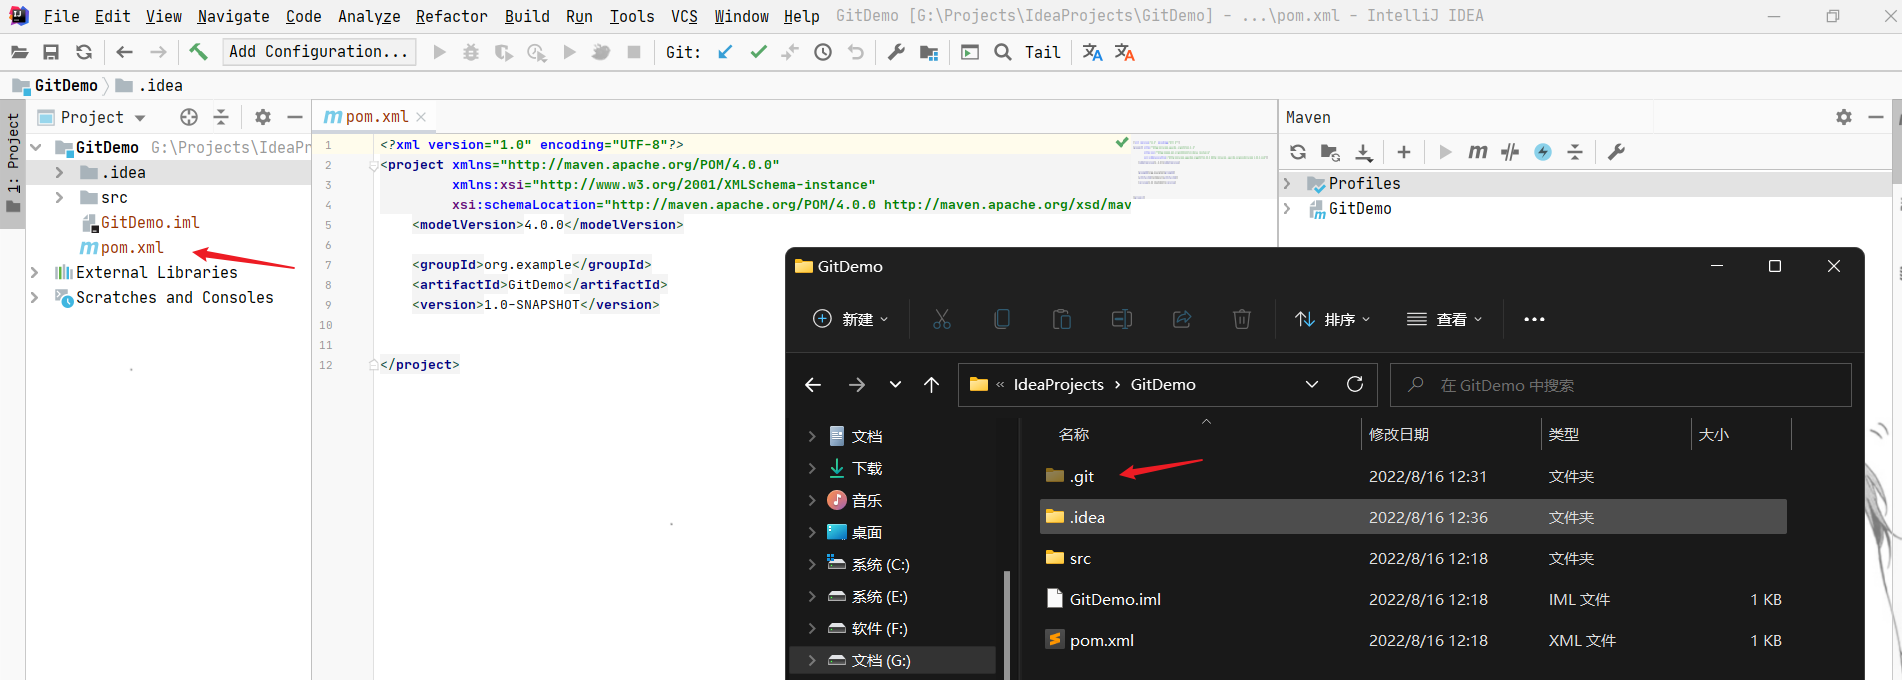 File Edit View Navigate Code Analyze Refactor Build Run Tools VCS Window Help GitDemo [G:\Projects\IdeaProjects\GitDemo] - ...\pom.xml - IntelliJ IDEA
Add Configuration... Git: Tail
GitDemo .idea
1: Project
Project
GitDemo G:\Projects\IdeaPr
.idea
src
GitDemo.iml
pom.xml
External Libraries
Scratches and Consoles
pom.xml
1 <?xml version="1.0" encoding="UTF-8"?>
2 <project xmlns="http://maven.apache.org/POM/4.0.0"
3 xmlns:xsi="http://www.w3.org/2001/XMLSchema-instance"
4 xsi:schemaLocation="http://maven.apache.org/POM/4.0.0 http://maven.apache.org/xsd/mav
5 <modelVersion>4.0.0</modelVersion>
6
7 <groupId>org.example</groupId>
8 <artifactId>GitDemo</artifactId>
9 <version>1.0-SNAPSHOT</version>
10
11
12 </project>
Maven
Profiles
GitDemo
GitDemo
新建 排序 查看
« IdeaProjects › GitDemo 在 GitDemo 中搜索
文档
下载
音乐
桌面
系统 (C:)
系统 (E:)
软件 (F:)
文档 (G:)
名称 修改日期 类型 大小
.git 2022/8/16 12:31 文件夹
.idea 2022/8/16 12:36 文件夹
src 2022/8/16 12:18 文件夹
GitDemo.iml 2022/8/16 12:18 IML 文件 1 KB
pom.xml 2022/8/16 12:18 XML 文件 1 KB